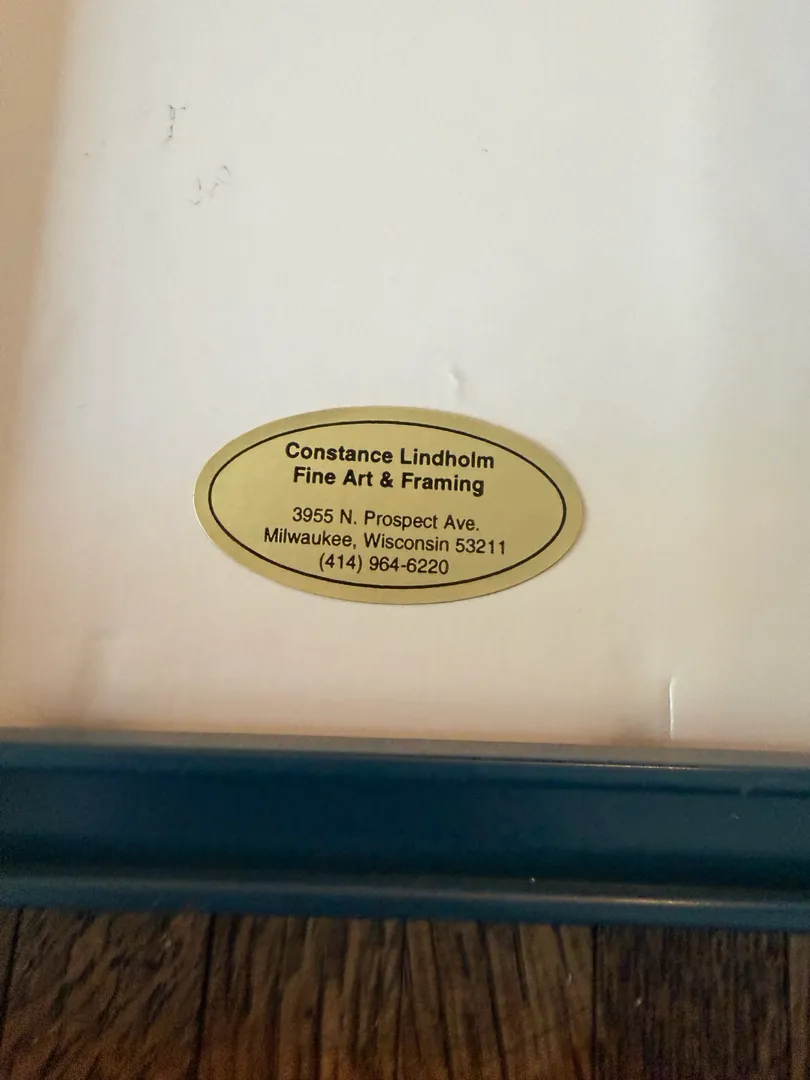 Constance Lindholm
Fine Art & Framing
3955 N. Prospect Ave.
Milwaukee, Wisconsin 53211
(414) 964-6220